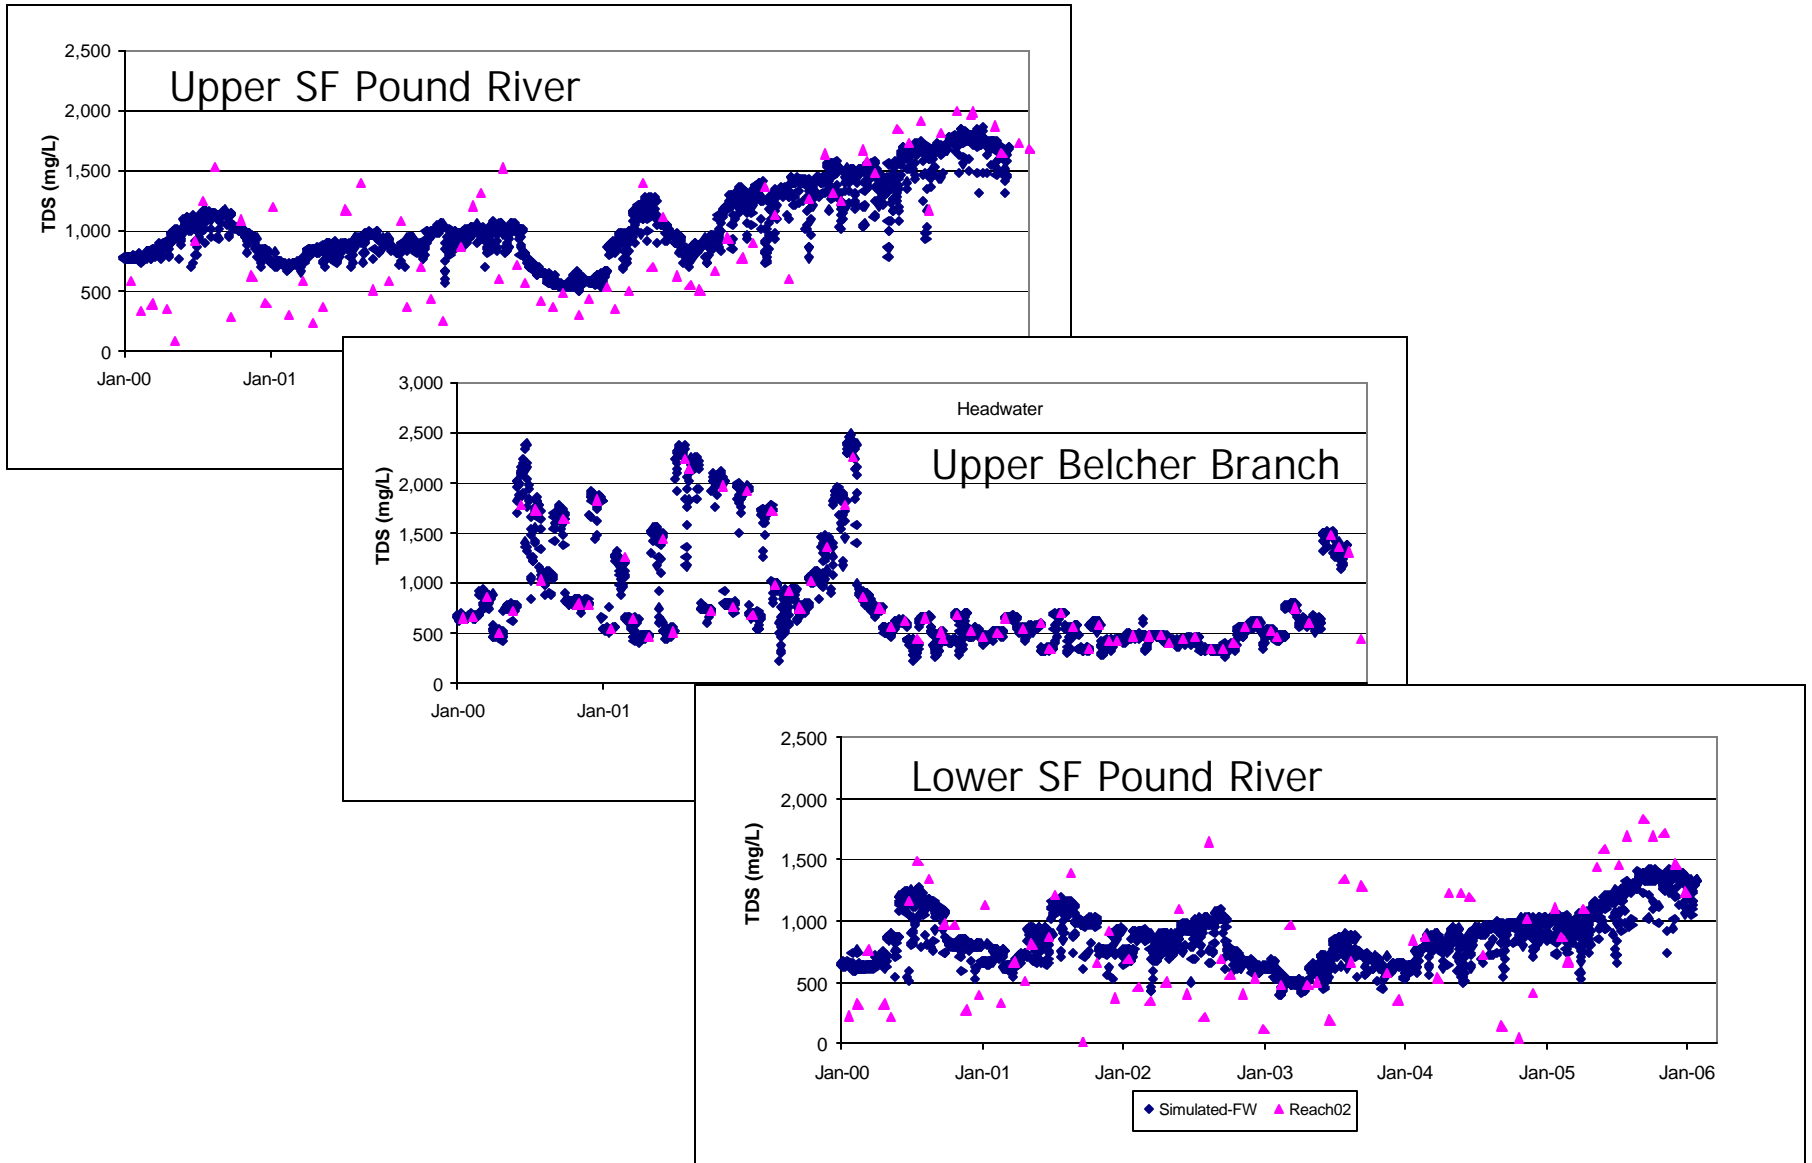 Upper SF Pound River
TDS (mg/L)
2,500
2,000
1,500
1,000
500
0
Jan-00 Jan-01
Headwater
Upper Belcher Branch
TDS (mg/L)
3,000
2,500
2,000
1,500
1,000
500
0
Jan-00 Jan-01
Lower SF Pound River
TDS (mg/L)
2,500
2,000
1,500
1,000
500
0
Jan-00 Jan-01 Jan-02 Jan-03 Jan-04 Jan-05 Jan-06
Simulated-FW Reach02